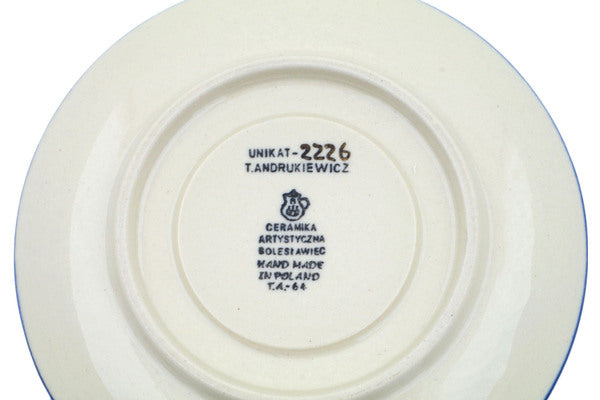 UNIKAT-2226
T.ANDRUKIEWICZ
CERAMIKA
ARTYSTYCZNA
BOLESŁAWIEC
HAND MADE
IN POLAND
T.A.-64